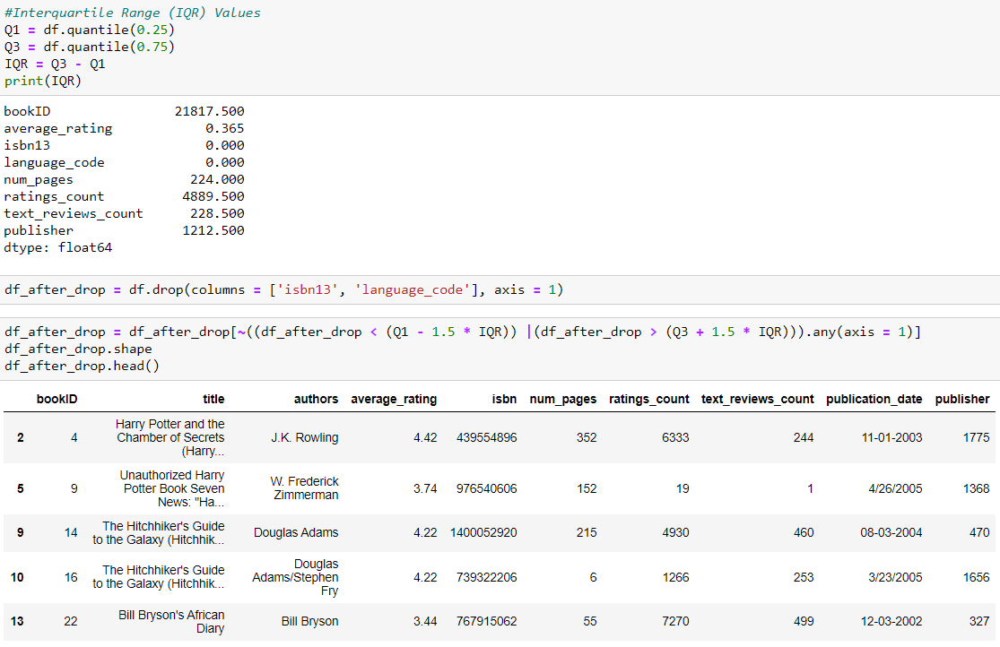 #Interquartile Range (IQR) Values
Q1 = df.quantile(0.25)
Q3 = df.quantile(0.75)
IQR = Q3 - Q1
print(IQR)
bookID 21817.500
average_rating 0.365
isbn13 0.000
language_code 0.000
num_pages 224.000
ratings_count 4889.500
text_reviews_count 228.500
publisher 1212.500
dtype: float64
df_after_drop = df.drop(columns = ['isbn13', 'language_code'], axis = 1)
df_after_drop = df_after_drop[~((df_after_drop < (Q1 - 1.5 * IQR)) |(df_after_drop > (Q3 + 1.5 * IQR))).any(axis = 1)]
df_after_drop.shape
df_after_drop.head()
bookID title authors average_rating isbn num_pages ratings_count text_reviews_count publication_date publisher
Harry Potter and the
2 4 Chamber of Secrets J.K. Rowling 4.42 439554896 352 6333 244 11-01-2003 1775
(Harry...
Unauthorized Harry
5 9 Potter Book Seven W. Frederick Zimmerman 3.74 976540606 152 19 1 4/26/2005 1368
News: "Ha...
The Hitchhiker's Guide
9 14 to the Galaxy (Hitchhik... Douglas Adams 4.22 1400052920 215 4930 460 08-03-2004 470
Douglas
10 16 The Hitchhiker's Guide to the Galaxy (Hitchhik... Adams/Stephen 4.22 739322206 6 1266 253 3/23/2005 1656
Fry
Bill Bryson's African
13 22 Diary Bill Bryson 3.44 767915062 55 7270 499 12-03-2002 327